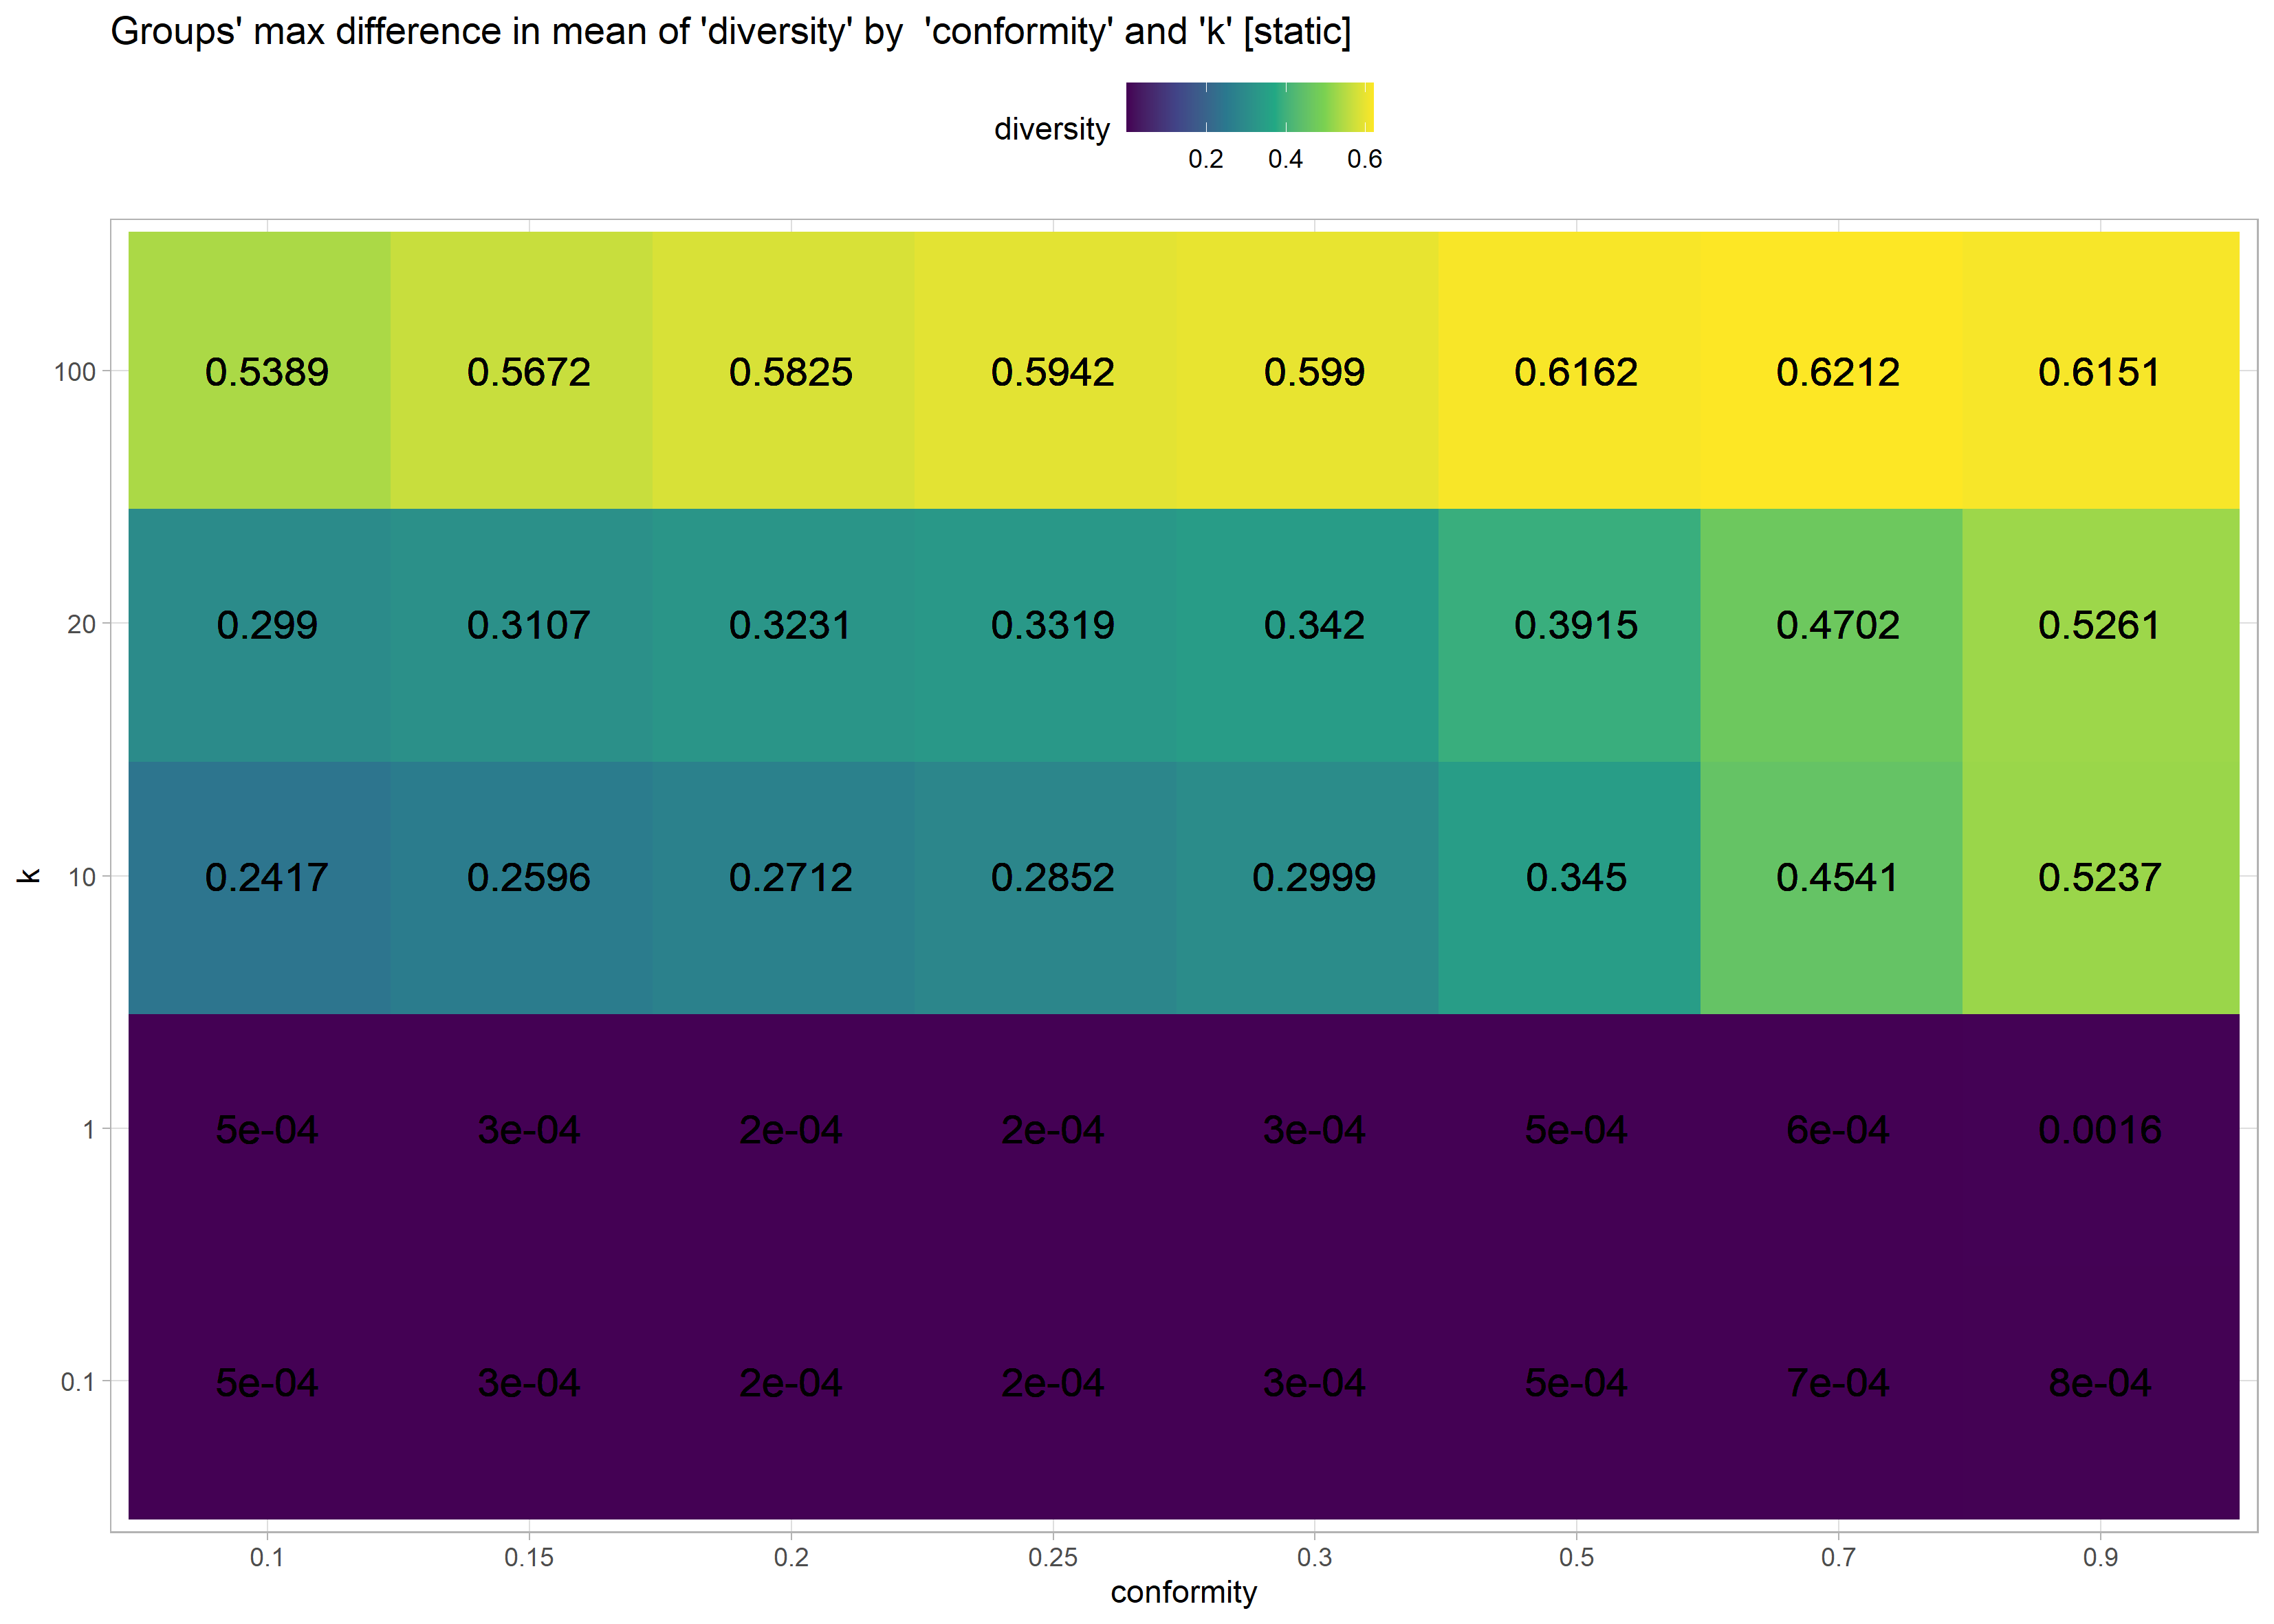 Groups' max difference in mean of 'diversity' by  'conformity' and 'k' [static]
diversity
0.2 0.4 0.6
100 0.5389 0.5672 0.5825 0.5942 0.599 0.6162 0.6212 0.6151
20 0.299 0.3107 0.3231 0.3319 0.342 0.3915 0.4702 0.5261
k
10 0.2417 0.2596 0.2712 0.2852 0.2999 0.345 0.4541 0.5237
1 5e-04 3e-04 2e-04 2e-04 3e-04 5e-04 6e-04 0.0016
0.1 5e-04 3e-04 2e-04 2e-04 3e-04 5e-04 7e-04 8e-04
0.1 0.15 0.2 0.25 0.3 0.5 0.7 0.9
conformity